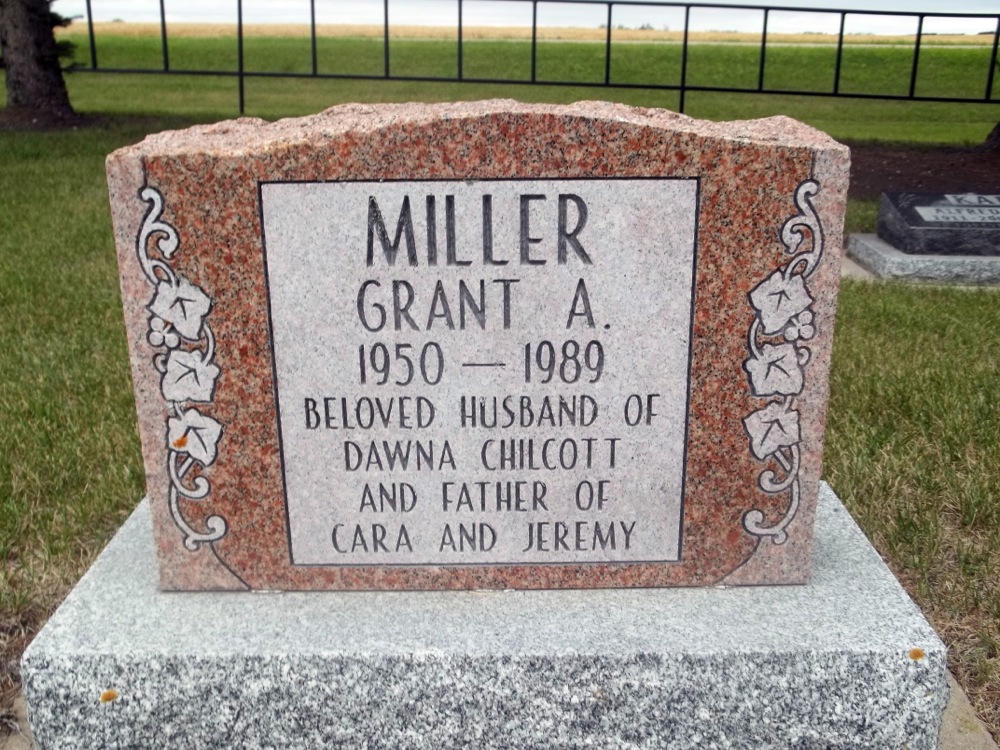 MILLER
GRANT A.
1950 — 1989
BELOVED HUSBAND OF
DAWNA CHILCOTT
AND FATHER OF
CARA AND JEREMY